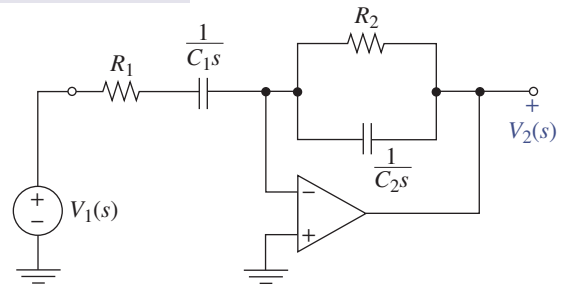 R₂
1
C₁s
R₁
+
V₂(s)
1
C₂s
+
−
V₁(s)
−
+